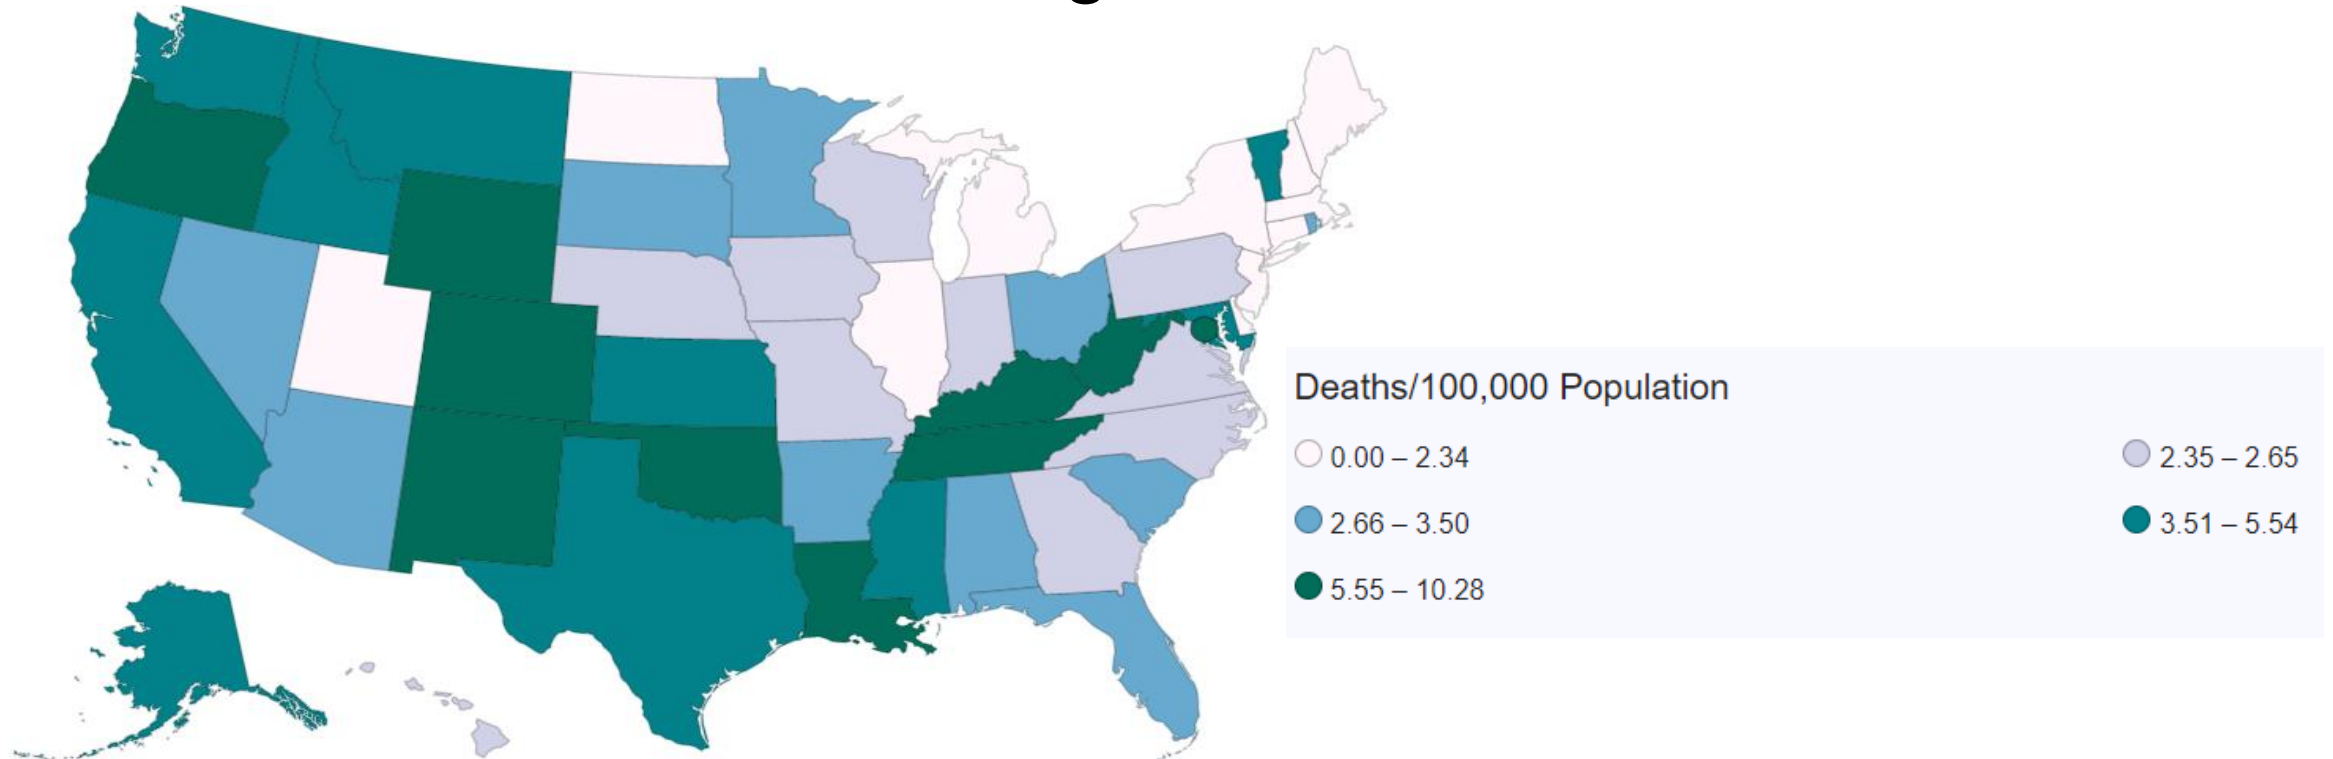 Deaths/100,000 Population
0.00 – 2.34
2.35 – 2.65
2.66 – 3.50
3.51 – 5.54
5.55 – 10.28